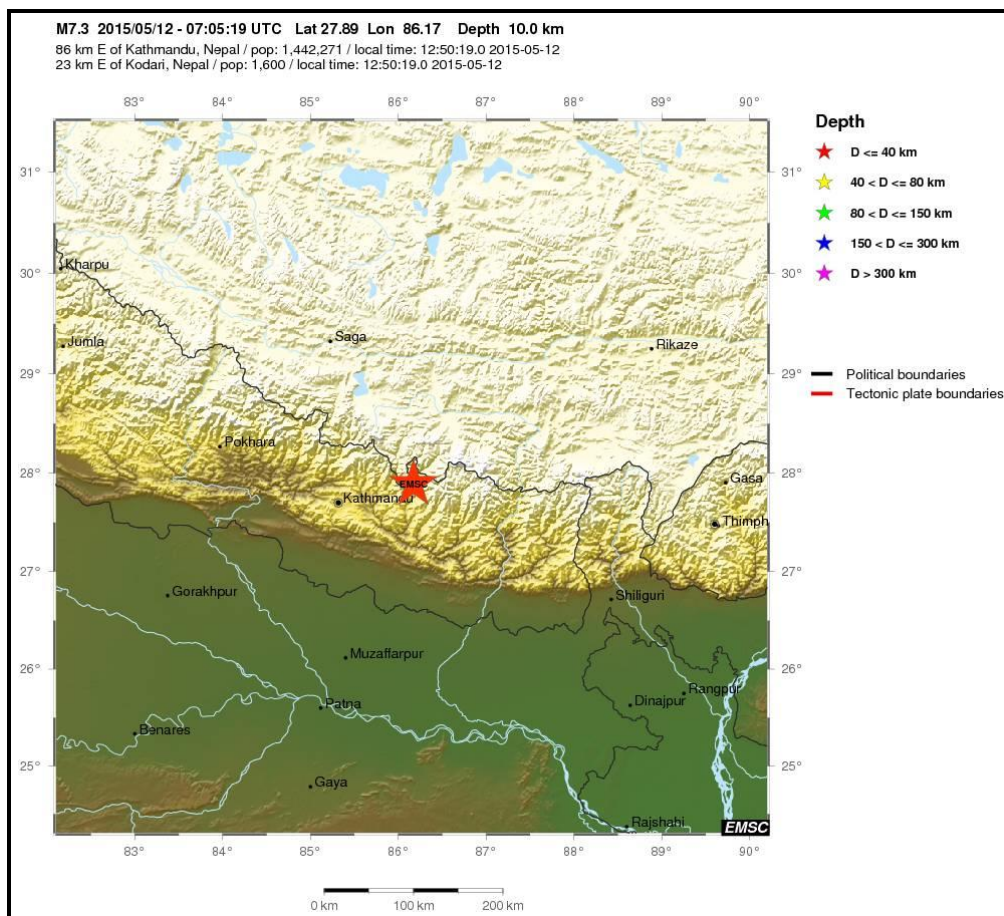 M7.3 2015/05/12 - 07:05:19 UTC Lat 27.89 Lon 86.17 Depth 10.0 km
86 km E of Kathmandu, Nepal / pop: 1,442,271 / local time: 12:50:19.0 2015-05-12
23 km E of Kodari, Nepal / pop: 1,600 / local time: 12:50:19.0 2015-05-12
83° 84° 85° 86° 87° 88° 89° 90°
Depth
D <= 40 km
40 < D <= 80 km
80 < D <= 150 km
150 < D <= 300 km
D > 300 km
Political boundaries
Tectonic plate boundaries
31° 31°
30° 30°
Kharpu
Saga
Rikaze
Jumla
29° 29°
Pokhara
28° 28°
Gasa
EMSC
Kathmandu
Thimph
27° 27°
Gorakhpur
Shiliguri
26° 26°
Muzaffarpur
Rangpur
Dinajpur
Patna
Benares
25° 25°
Gaya
Rajshahi
EMSC
83° 84° 85° 86° 87° 88° 89° 90°
0 km 100 km 200 km